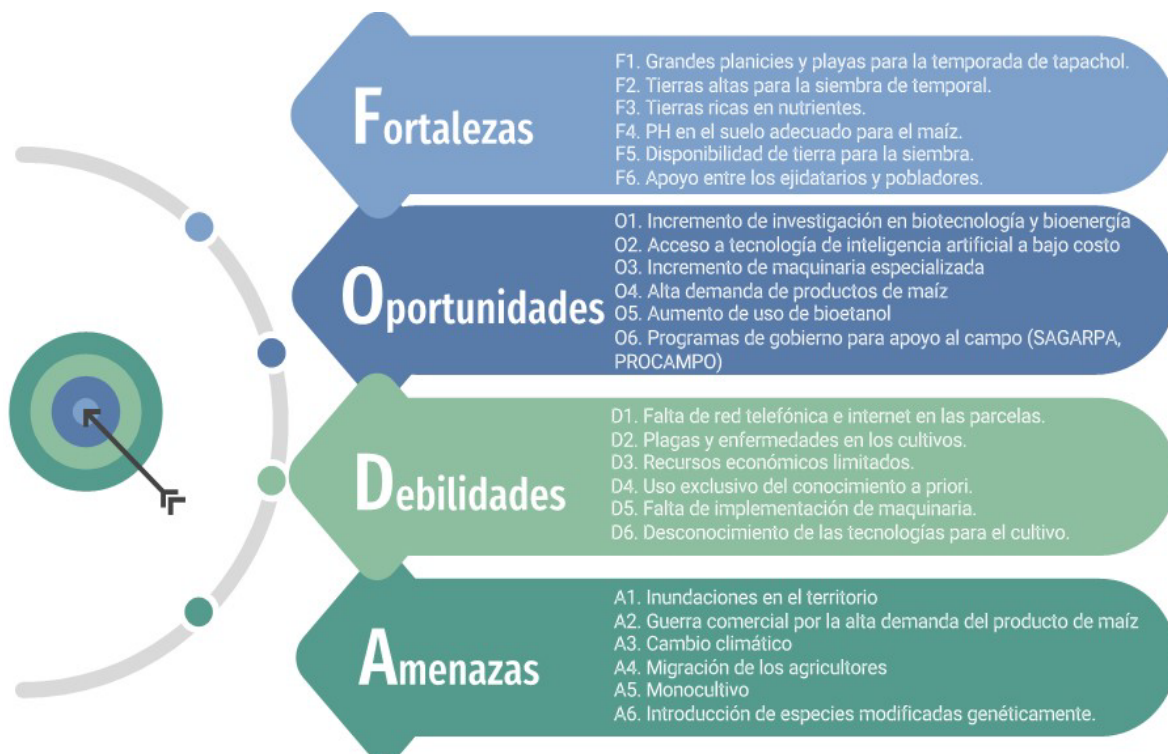 Fortalezas
F1. Grandes planicies y playas para la temporada de tapachol.
F2. Tierras altas para la siembra de temporal.
F3. Tierras ricas en nutrientes.
F4. PH en el suelo adecuado para el maíz.
F5. Disponibilidad de tierra para la siembra.
F6. Apoyo entre los ejidatarios y pobladores.
Oportunidades
O1. Incremento de investigación en biotecnología y bioenergía
O2. Acceso a tecnología de inteligencia artificial a bajo costo
O3. Incremento de maquinaria especializada
O4. Alta demanda de productos de maíz
O5. Aumento de uso de bioetanol
O6. Programas de gobierno para apoyo al campo (SAGARPA,
PROCAMPO)
Debilidades
D1. Falta de red telefónica e internet en las parcelas.
D2. Plagas y enfermedades en los cultivos.
D3. Recursos económicos limitados.
D4. Uso exclusivo del conocimiento a priori.
D5. Falta de implementación de maquinaria.
D6. Desconocimiento de las tecnologías para el cultivo.
Amenazas
A1. Inundaciones en el territorio
A2. Guerra comercial por la alta demanda del producto de maíz
A3. Cambio climático
A4. Migración de los agricultores
A5. Monocultivo
A6. Introducción de especies modificadas genéticamente.